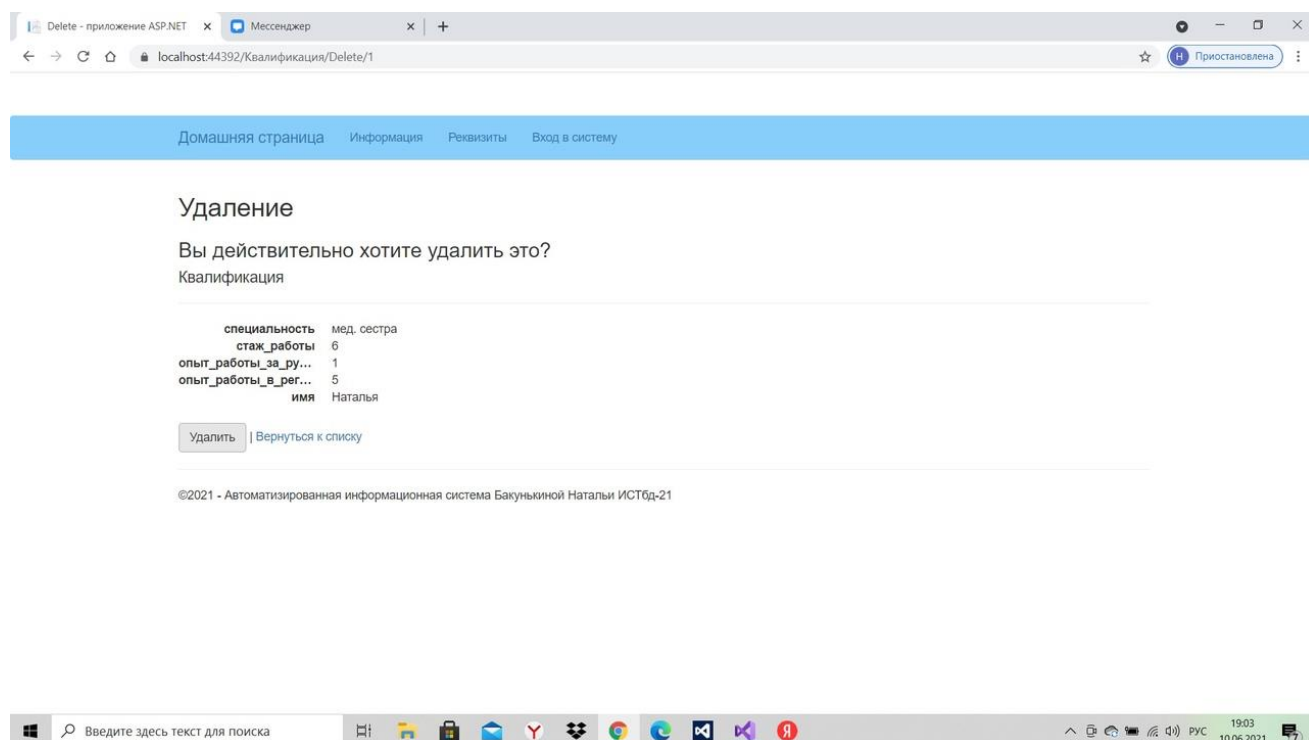 Delete - приложение ASP.NET
Мессенджер
localhost:44392/Квалификация/Delete/1
Н Приостановлена
Домашняя страница Информация Реквизиты Вход в систему
Удаление
Вы действительно хотите удалить это?
Квалификация
специальность мед. сестра
стаж_работы 6
опыт_работы_за_ру... 1
опыт_работы_в_рег... 5
имя Наталья
Удалить | Вернуться к списку
©2021 - Автоматизированная информационная система Бакунькиной Натальи ИСТбд-21
Введите здесь текст для поиска
РУС
19:03
10.06.2021
7